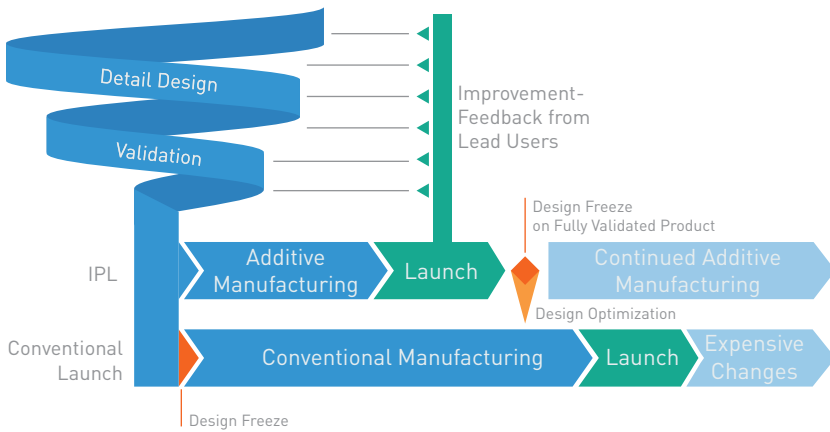 Detail Design
Validation
Improvement-
Feedback from
Lead Users
Design Freeze
on Fully Validated Product
IPL
Additive
Manufacturing
Launch
Continued Additive
Manufacturing
Design Optimization
Conventional
Launch
Conventional Manufacturing
Launch
Expensive
Changes
Design Freeze